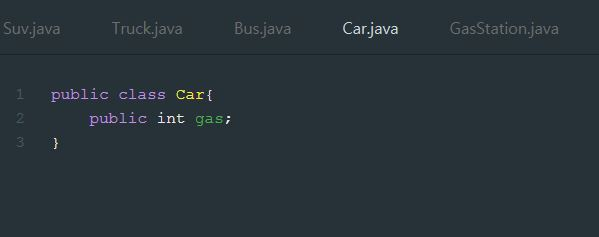 Suv.java Truck.java Bus.java Car.java GasStation.java
1 public class Car{
2 public int gas;
3 }